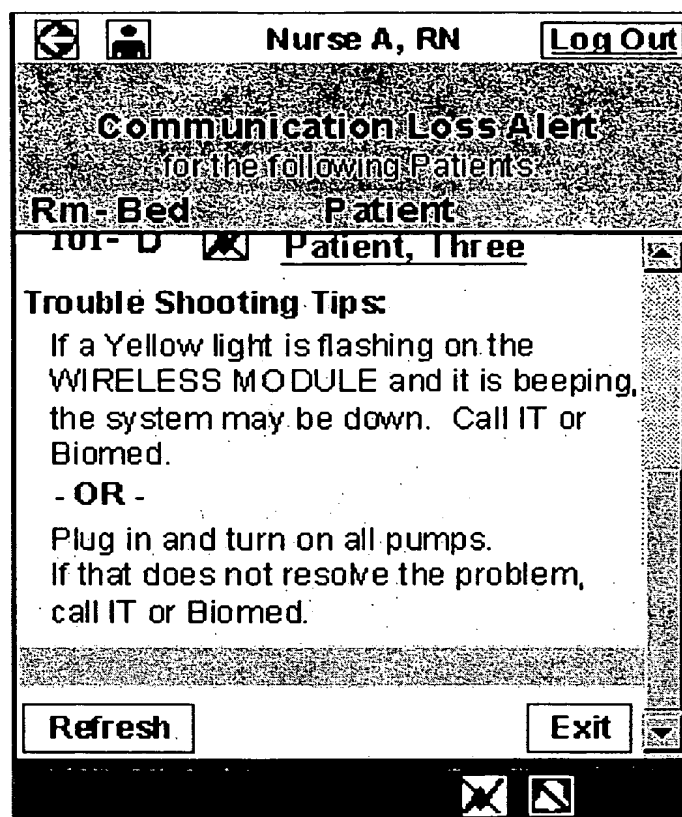 Nurse A, RN Log Out
Communication Loss Alert
for the following Patients:
Rm- Bed Patient
101- D Patient, Three
Trouble Shooting Tips:
If a Yellow light is flashing on the
WIRELESS MODULE and it is beeping,
the system may be down. Call IT or
Biomed.
- OR -
Plug in and turn on all pumps.
If that does not resolve the problem,
call IT or Biomed.
Refresh Exit